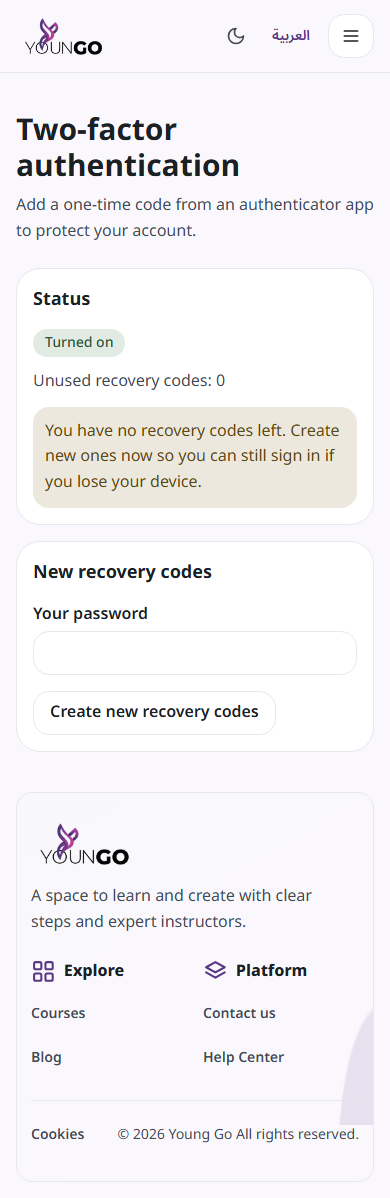 YOUNGO
العربية
Two-factor
authentication
Add a one-time code from an authenticator app
to protect your account.
Status
Turned on
Unused recovery codes: 0
You have no recovery codes left. Create
new ones now so you can still sign in if
you lose your device.
New recovery codes
Your password
Create new recovery codes
YOUNGO
A space to learn and create with clear
steps and expert instructors.
Explore
Platform
Courses
Contact us
Blog
Help Center
Cookies
© 2026 Young Go All rights reserved.